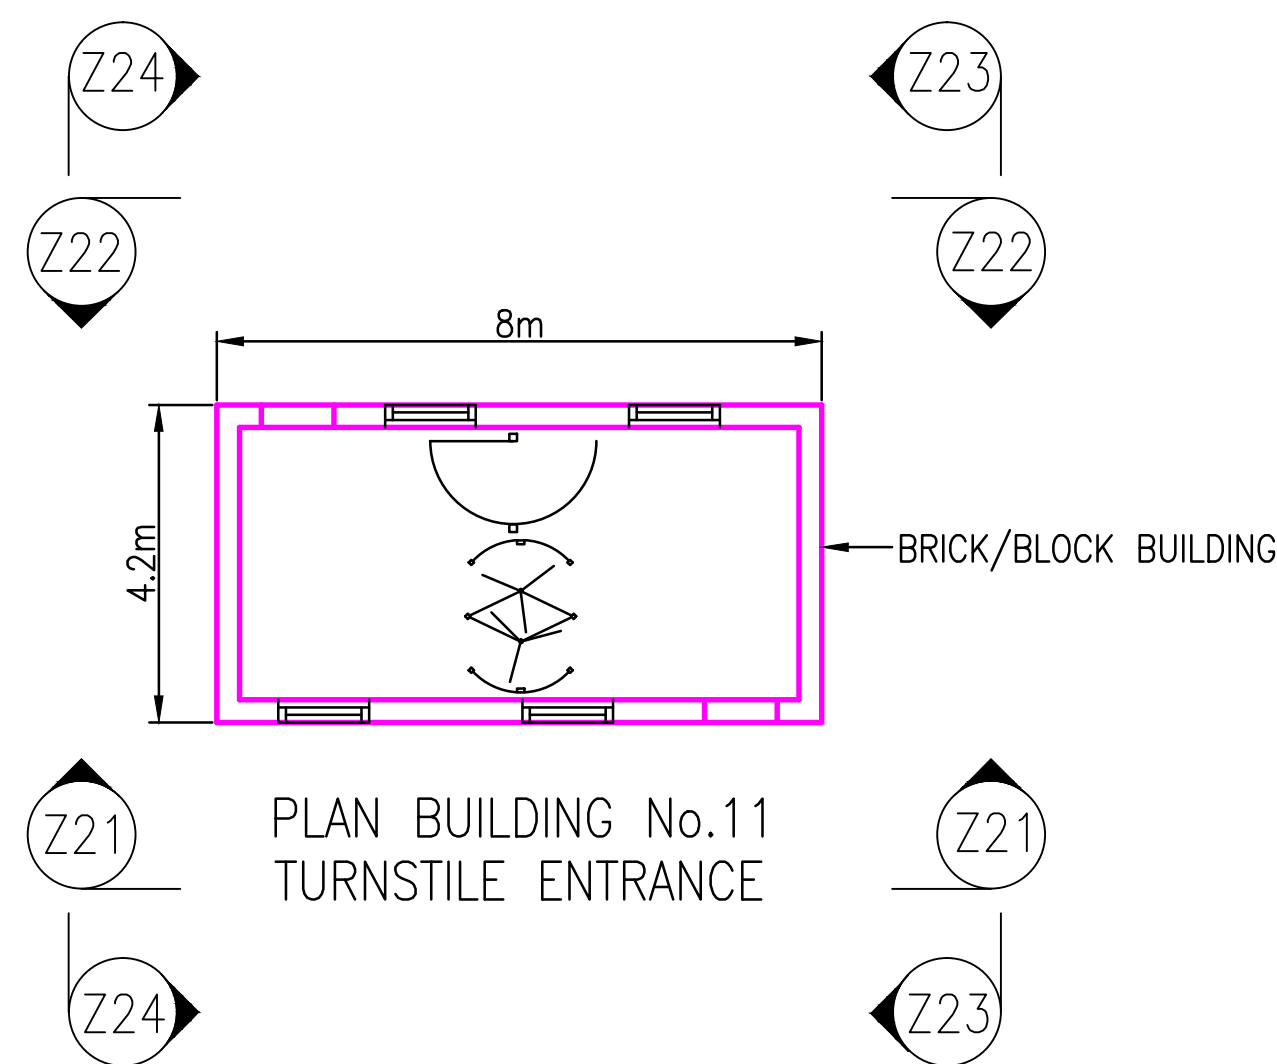 Z24
Z23
Z22
Z22
8m
4.2m
BRICK/BLOCK BUILDING
Z21
Z21
PLAN BUILDING No.11
TURNSTILE ENTRANCE
Z24
Z23